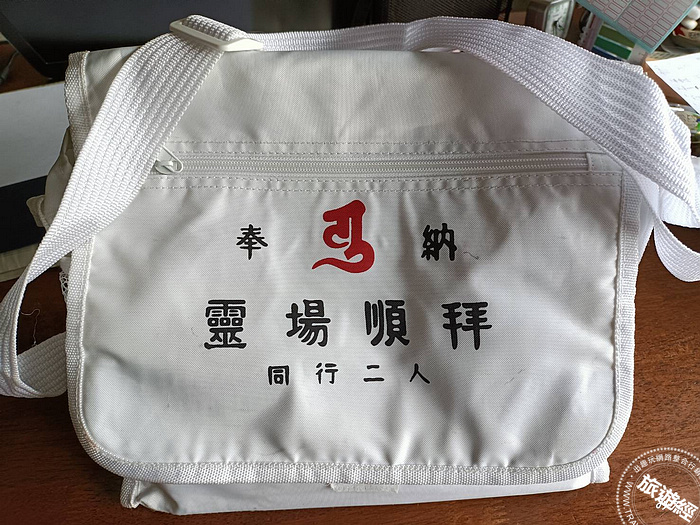 奉 納
靈場順拜
同行二人
旅遊經